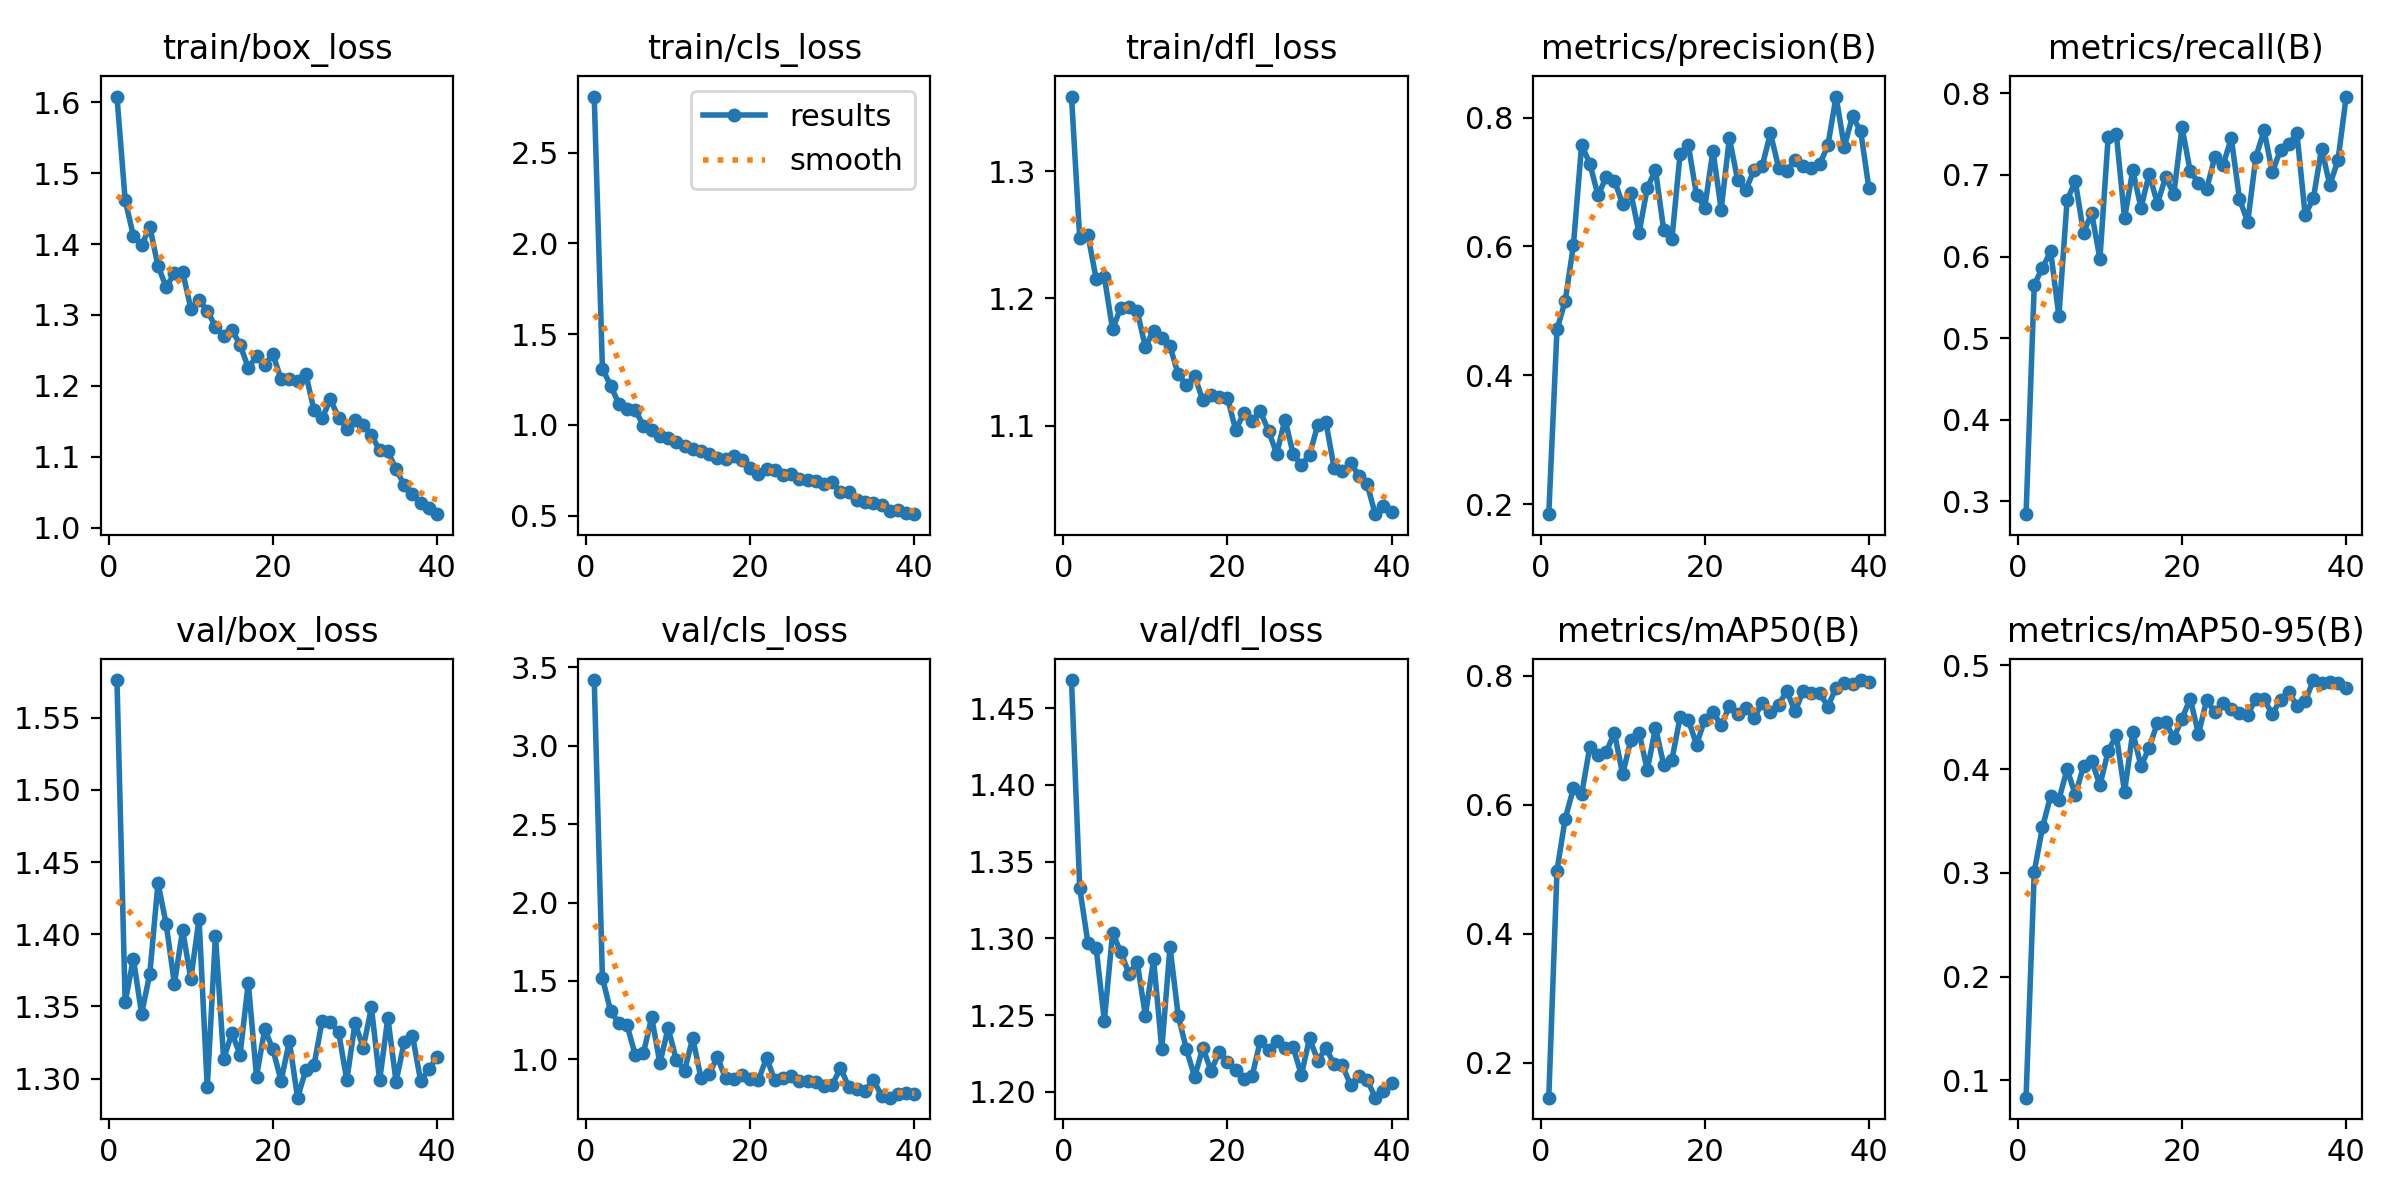 train/box_loss
1.6
1.5
1.4
1.3
1.2
1.1
1.0
0 20 40
train/cls_loss
results
smooth
2.5
2.0
1.5
1.0
0.5
0 20 40
train/dfl_loss
1.3
1.2
1.1
0 20 40
metrics/precision(B)
0.8
0.6
0.4
0.2
0 20 40
metrics/recall(B)
0.8
0.7
0.6
0.5
0.4
0.3
0 20 40
val/box_loss
1.55
1.50
1.45
1.40
1.35
1.30
0 20 40
val/cls_loss
3.5
3.0
2.5
2.0
1.5
1.0
0 20 40
val/dfl_loss
1.45
1.40
1.35
1.30
1.25
1.20
0 20 40
metrics/mAP50(B)
0.8
0.6
0.4
0.2
0 20 40
metrics/mAP50-95(B)
0.5
0.4
0.3
0.2
0.1
0 20 40